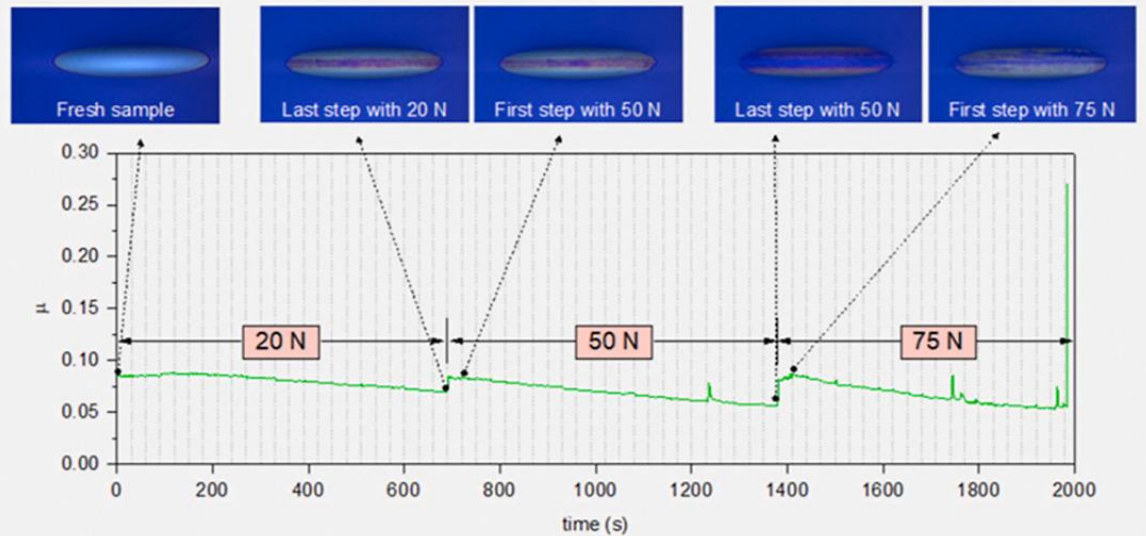 Fresh sample
Last step with 20 N
First step with 50 N
Last step with 50 N
First step with 75 N
0.30
0.25
0.20
0.15
0.10
0.05
0.00
μ
20 N
50 N
75 N
0
200
400
600
800
1000
1200
1400
1600
1800
2000
time (s)